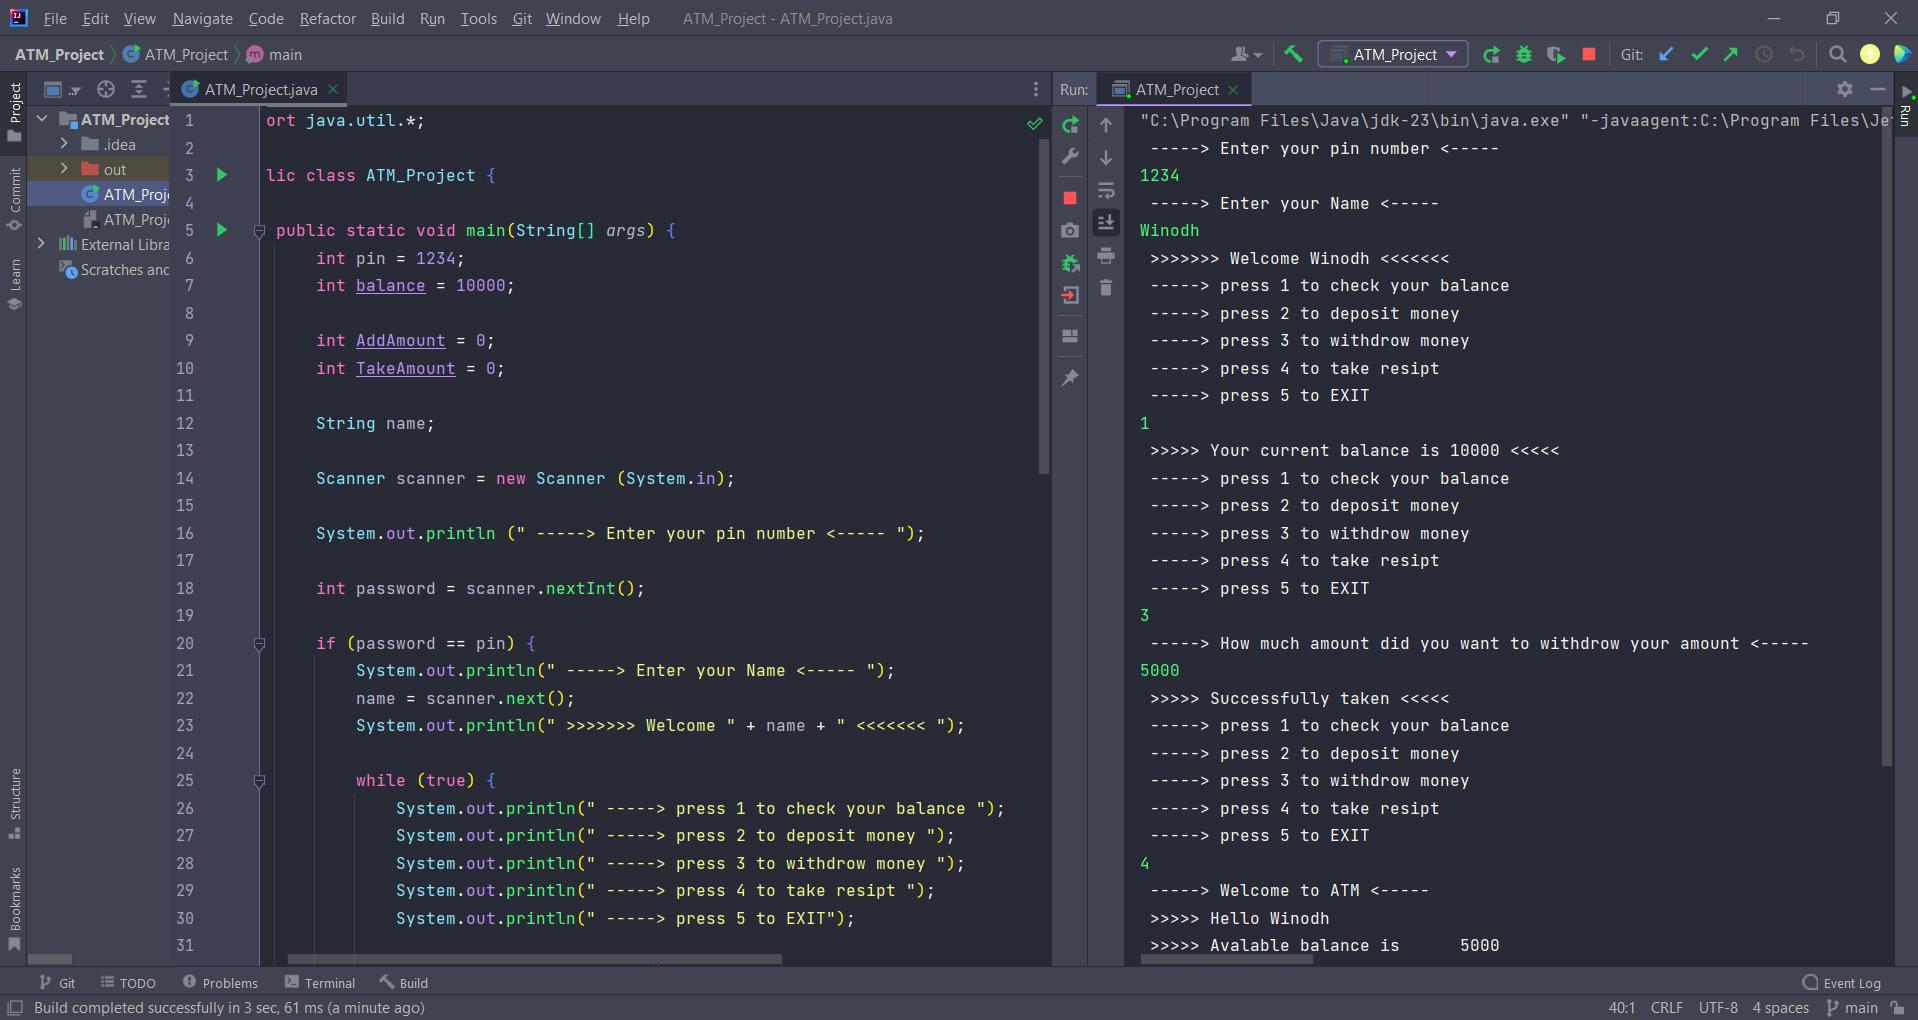 File Edit View Navigate Code Refactor Build Run Tools Git Window Help ATM_Project - ATM_Project.java
ATM_Project ATM_Project main
ATM_Project Git:
Project
Commit
Learn
Structure
Bookmarks
ATM_Project
.idea
out
ATM_Proj
ATM_Proj
External Libra
Scratches and
ATM_Project.java
1 ort java.util.*;
2
3 lic class ATM_Project {
4
5 public static void main(String[] args) {
6 int pin = 1234;
7 int balance = 10000;
8
9 int AddAmount = 0;
10 int TakeAmount = 0;
11
12 String name;
13
14 Scanner scanner = new Scanner (System.in);
15
16 System.out.println (" -----> Enter your pin number <----- ");
17
18 int password = scanner.nextInt();
19
20 if (password == pin) {
21 System.out.println(" -----> Enter your Name <----- ");
22 name = scanner.next();
23 System.out.println(" >>>>>>> Welcome " + name + " <<<<<<< ");
24
25 while (true) {
26 System.out.println(" -----> press 1 to check your balance ");
27 System.out.println(" -----> press 2 to deposit money ");
28 System.out.println(" -----> press 3 to withdrow money ");
29 System.out.println(" -----> press 4 to take resipt ");
30 System.out.println(" -----> press 5 to EXIT");
31
Run: ATM_Project
"C:\Program Files\Java\jdk-23\bin\java.exe" "-javaagent:C:\Program Files\Je
-----> Enter your pin number <-----
1234
-----> Enter your Name <-----
Winodh
>>>>>>> Welcome Winodh <<<<<<<
-----> press 1 to check your balance
-----> press 2 to deposit money
-----> press 3 to withdrow money
-----> press 4 to take resipt
-----> press 5 to EXIT
1
>>>>> Your current balance is 10000 <<<<<
-----> press 1 to check your balance
-----> press 2 to deposit money
-----> press 3 to withdrow money
-----> press 4 to take resipt
-----> press 5 to EXIT
3
-----> How much amount did you want to withdrow your amount <-----
5000
>>>>> Successfully taken <<<<<
-----> press 1 to check your balance
-----> press 2 to deposit money
-----> press 3 to withdrow money
-----> press 4 to take resipt
-----> press 5 to EXIT
4
-----> Welcome to ATM <-----
>>>>> Hello Winodh
>>>>> Avalable balance is 5000
Run
Git TODO Problems Terminal Build Event Log
Build completed successfully in 3 sec, 61 ms (a minute ago) 40:1 CRLF UTF-8 4 spaces main